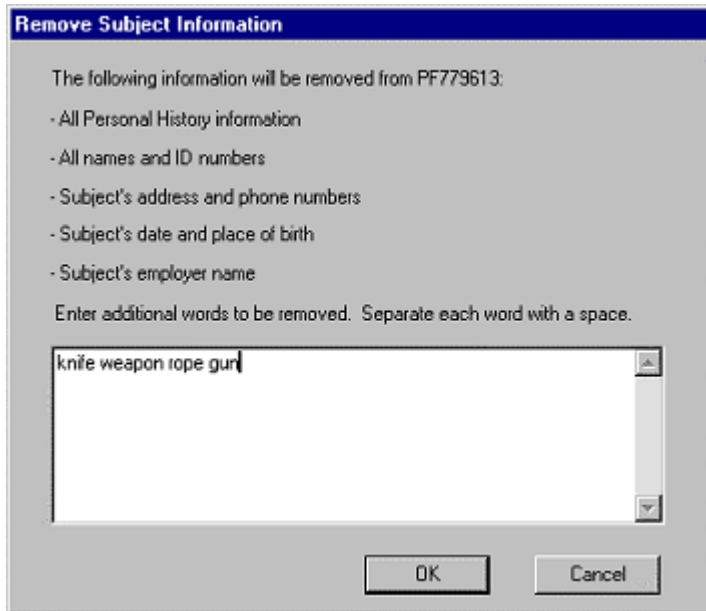 Remove Subject Information
The following information will be removed from PF779613:
- All Personal History information
- All names and ID numbers
- Subject's address and phone numbers
- Subject's date and place of birth
- Subject's employer name
Enter additional words to be removed.  Separate each word with a space.
knife weapon rope gun
OK
Cancel